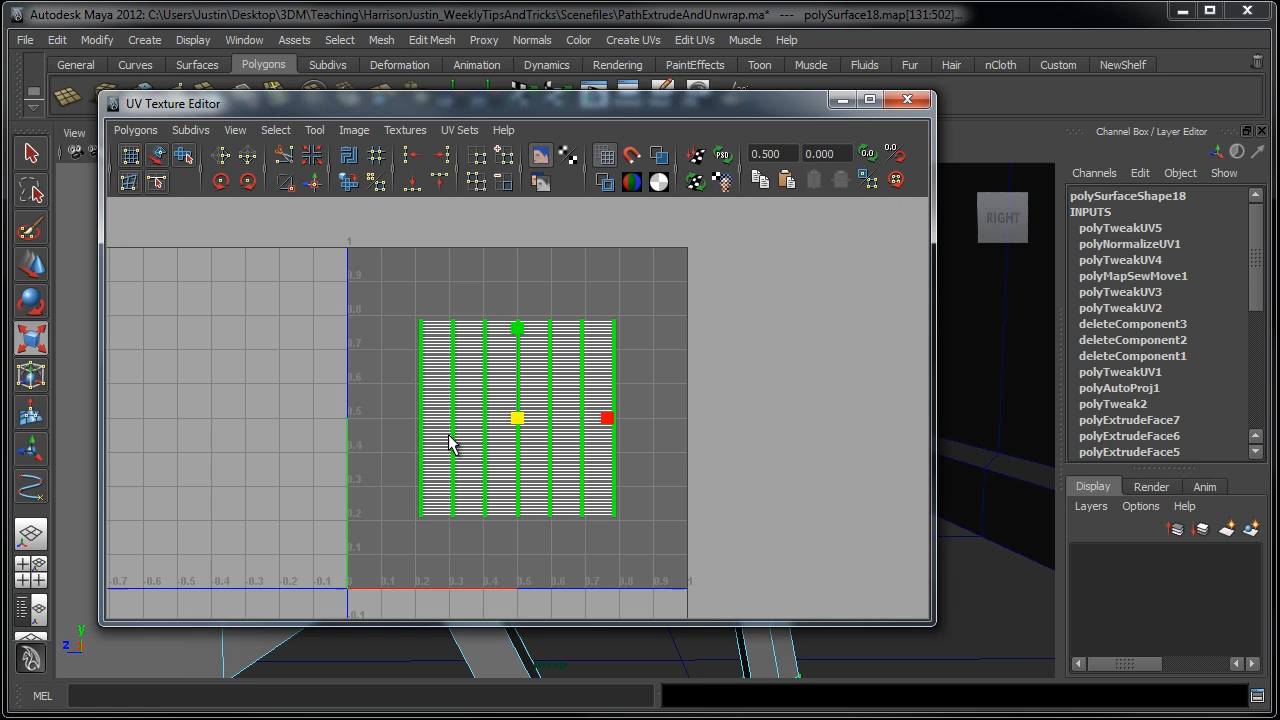 Autodesk Maya 2012: C:\Users\Justin\Desktop\3DM\Teaching\HarrisonJustin_WeeklyTipsAndTricks\Scenefiles\PathExtrudeAndUnwrap.ma* --- polySurface18.map[131:502]...
File Edit Modify Create Display Window Assets Select Mesh Edit Mesh Proxy Normals Color Create UVs Edit UVs Muscle Help
General Curves Surfaces Polygons Subdivs Deformation Animation Dynamics Rendering PaintEffects Toon Muscle Fluids Fur Hair nCloth Custom NewShelf
UV Texture Editor
Polygons Subdivs View Select Tool Image Textures UV Sets Help
PSD 0.500 0.000 0.0 0.0
View
Channel Box / Layer Editor
Channels Edit Object Show
polySurfaceShape18
INPUTS
polyTweakUV5
polyNormalizeUV1
polyTweakUV4
polyMapSewMove1
polyTweakUV3
polyTweakUV2
deleteComponent3
deleteComponent2
deleteComponent1
polyTweakUV1
polyAutoProj1
polyTweak2
polyExtrudeFace7
polyExtrudeFace6
polyExtrudeFace5
RIGHT
1
0.9
0.8
0.7
0.6
0.5
0.4
0.3
0.2
0.1
-0.7 -0.6 -0.5 -0.4 -0.3 -0.2 -0.1 0 0.1 0.2 0.3 0.4 0.5 0.6 0.7 0.8 0.9 1
-0.1
Display Render Anim
Layers Options Help
y
z
MEL